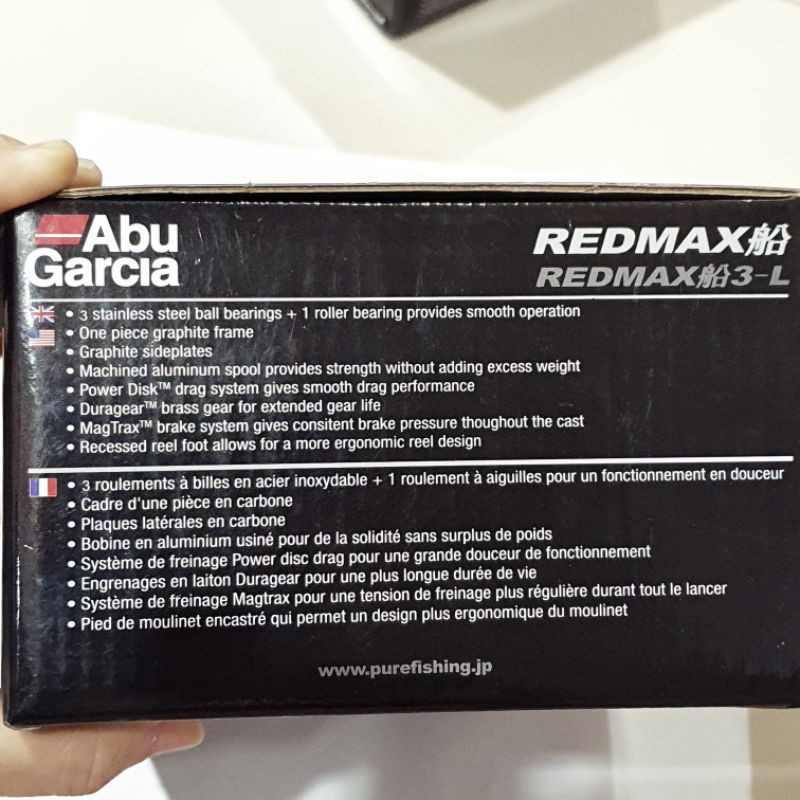 Abu
Garcia
REDMAX船
REDMAX船3-L
• 3 stainless steel ball bearings + 1 roller bearing provides smooth operation
• One piece graphite frame
• Graphite sideplates
• Machined aluminum spool provides strength without adding excess weight
• Power Disk™ drag system gives smooth drag performance
• Duragear™ brass gear for extended gear life
• MagTrax™ brake system gives consitent brake pressure thoughout the cast
• Recessed reel foot allows for a more ergonomic reel design
• 3 roulements à billes en acier inoxydable + 1 roulement à aiguilles pour un fonctionnement en douceur
• Cadre d'une pièce en carbone
• Plaques latérales en carbone
• Bobine en aluminium usiné pour de la solidité sans surplus de poids
• Système de freinage Power disc drag pour une grande douceur de fonctionnement
• Engrenages en laiton Duragear pour une plus longue durée de vie
• Système de freinage Magtrax pour une tension de freinage plus régulière durant tout le lancer
• Pied de moulinet encastré qui permet un design plus ergonomique du moulinet
www.purefishing.jp